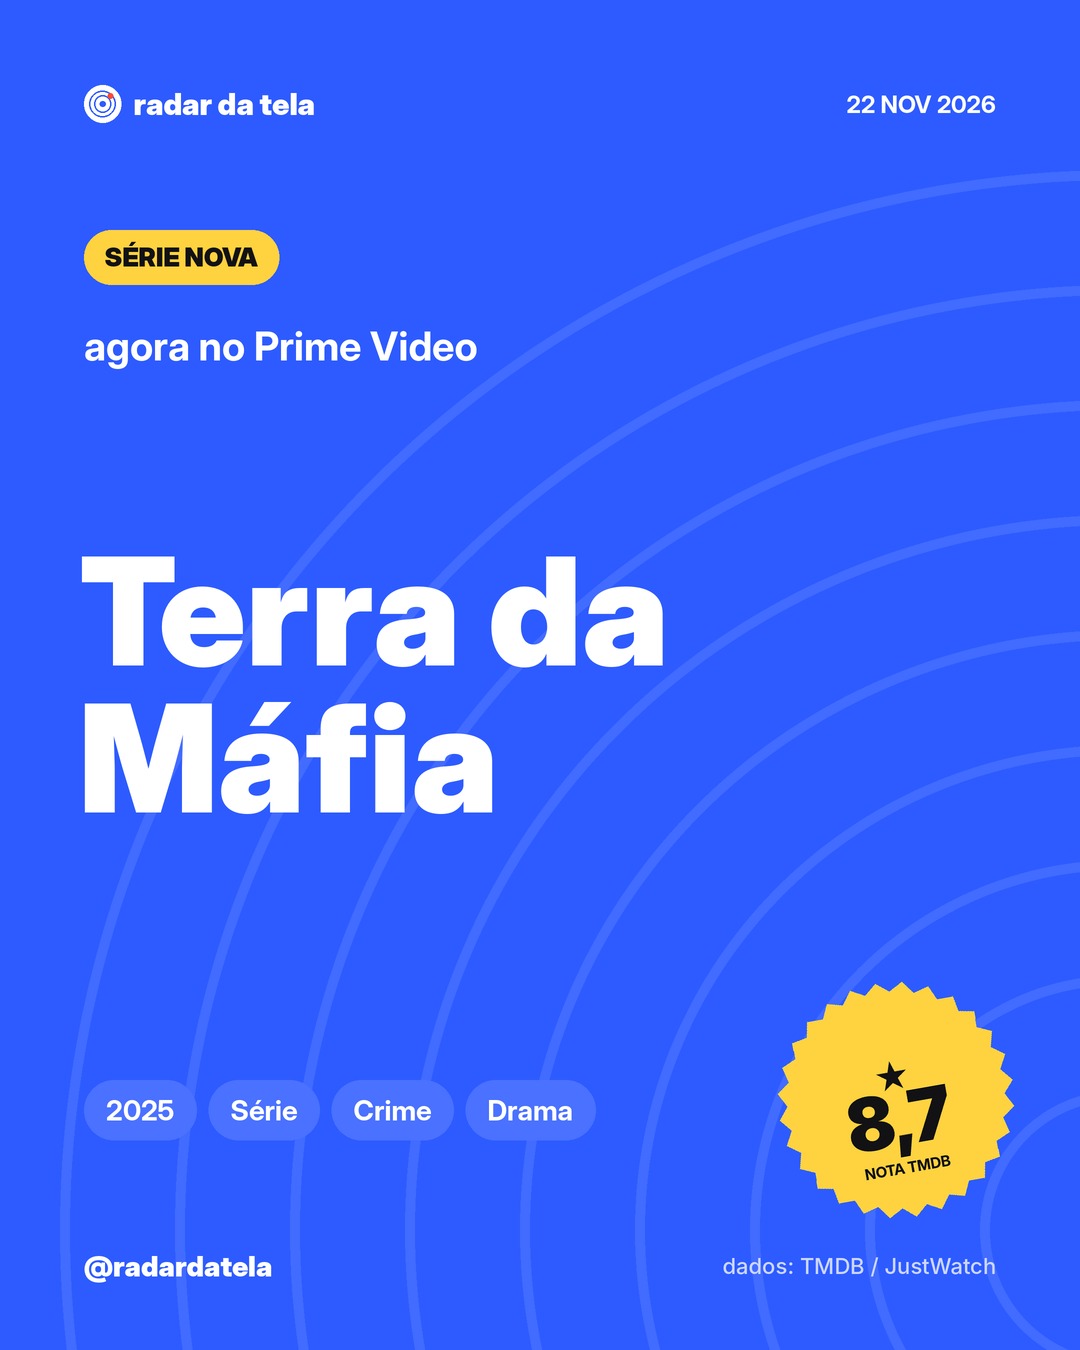 radar da tela
22 NOV 2026
SÉRIE NOVA
agora no Prime Video
Terra da
Máfia
2025
Série
Crime
Drama
★
8,7
NOTA TMDB
@radardatela
dados: TMDB / JustWatch